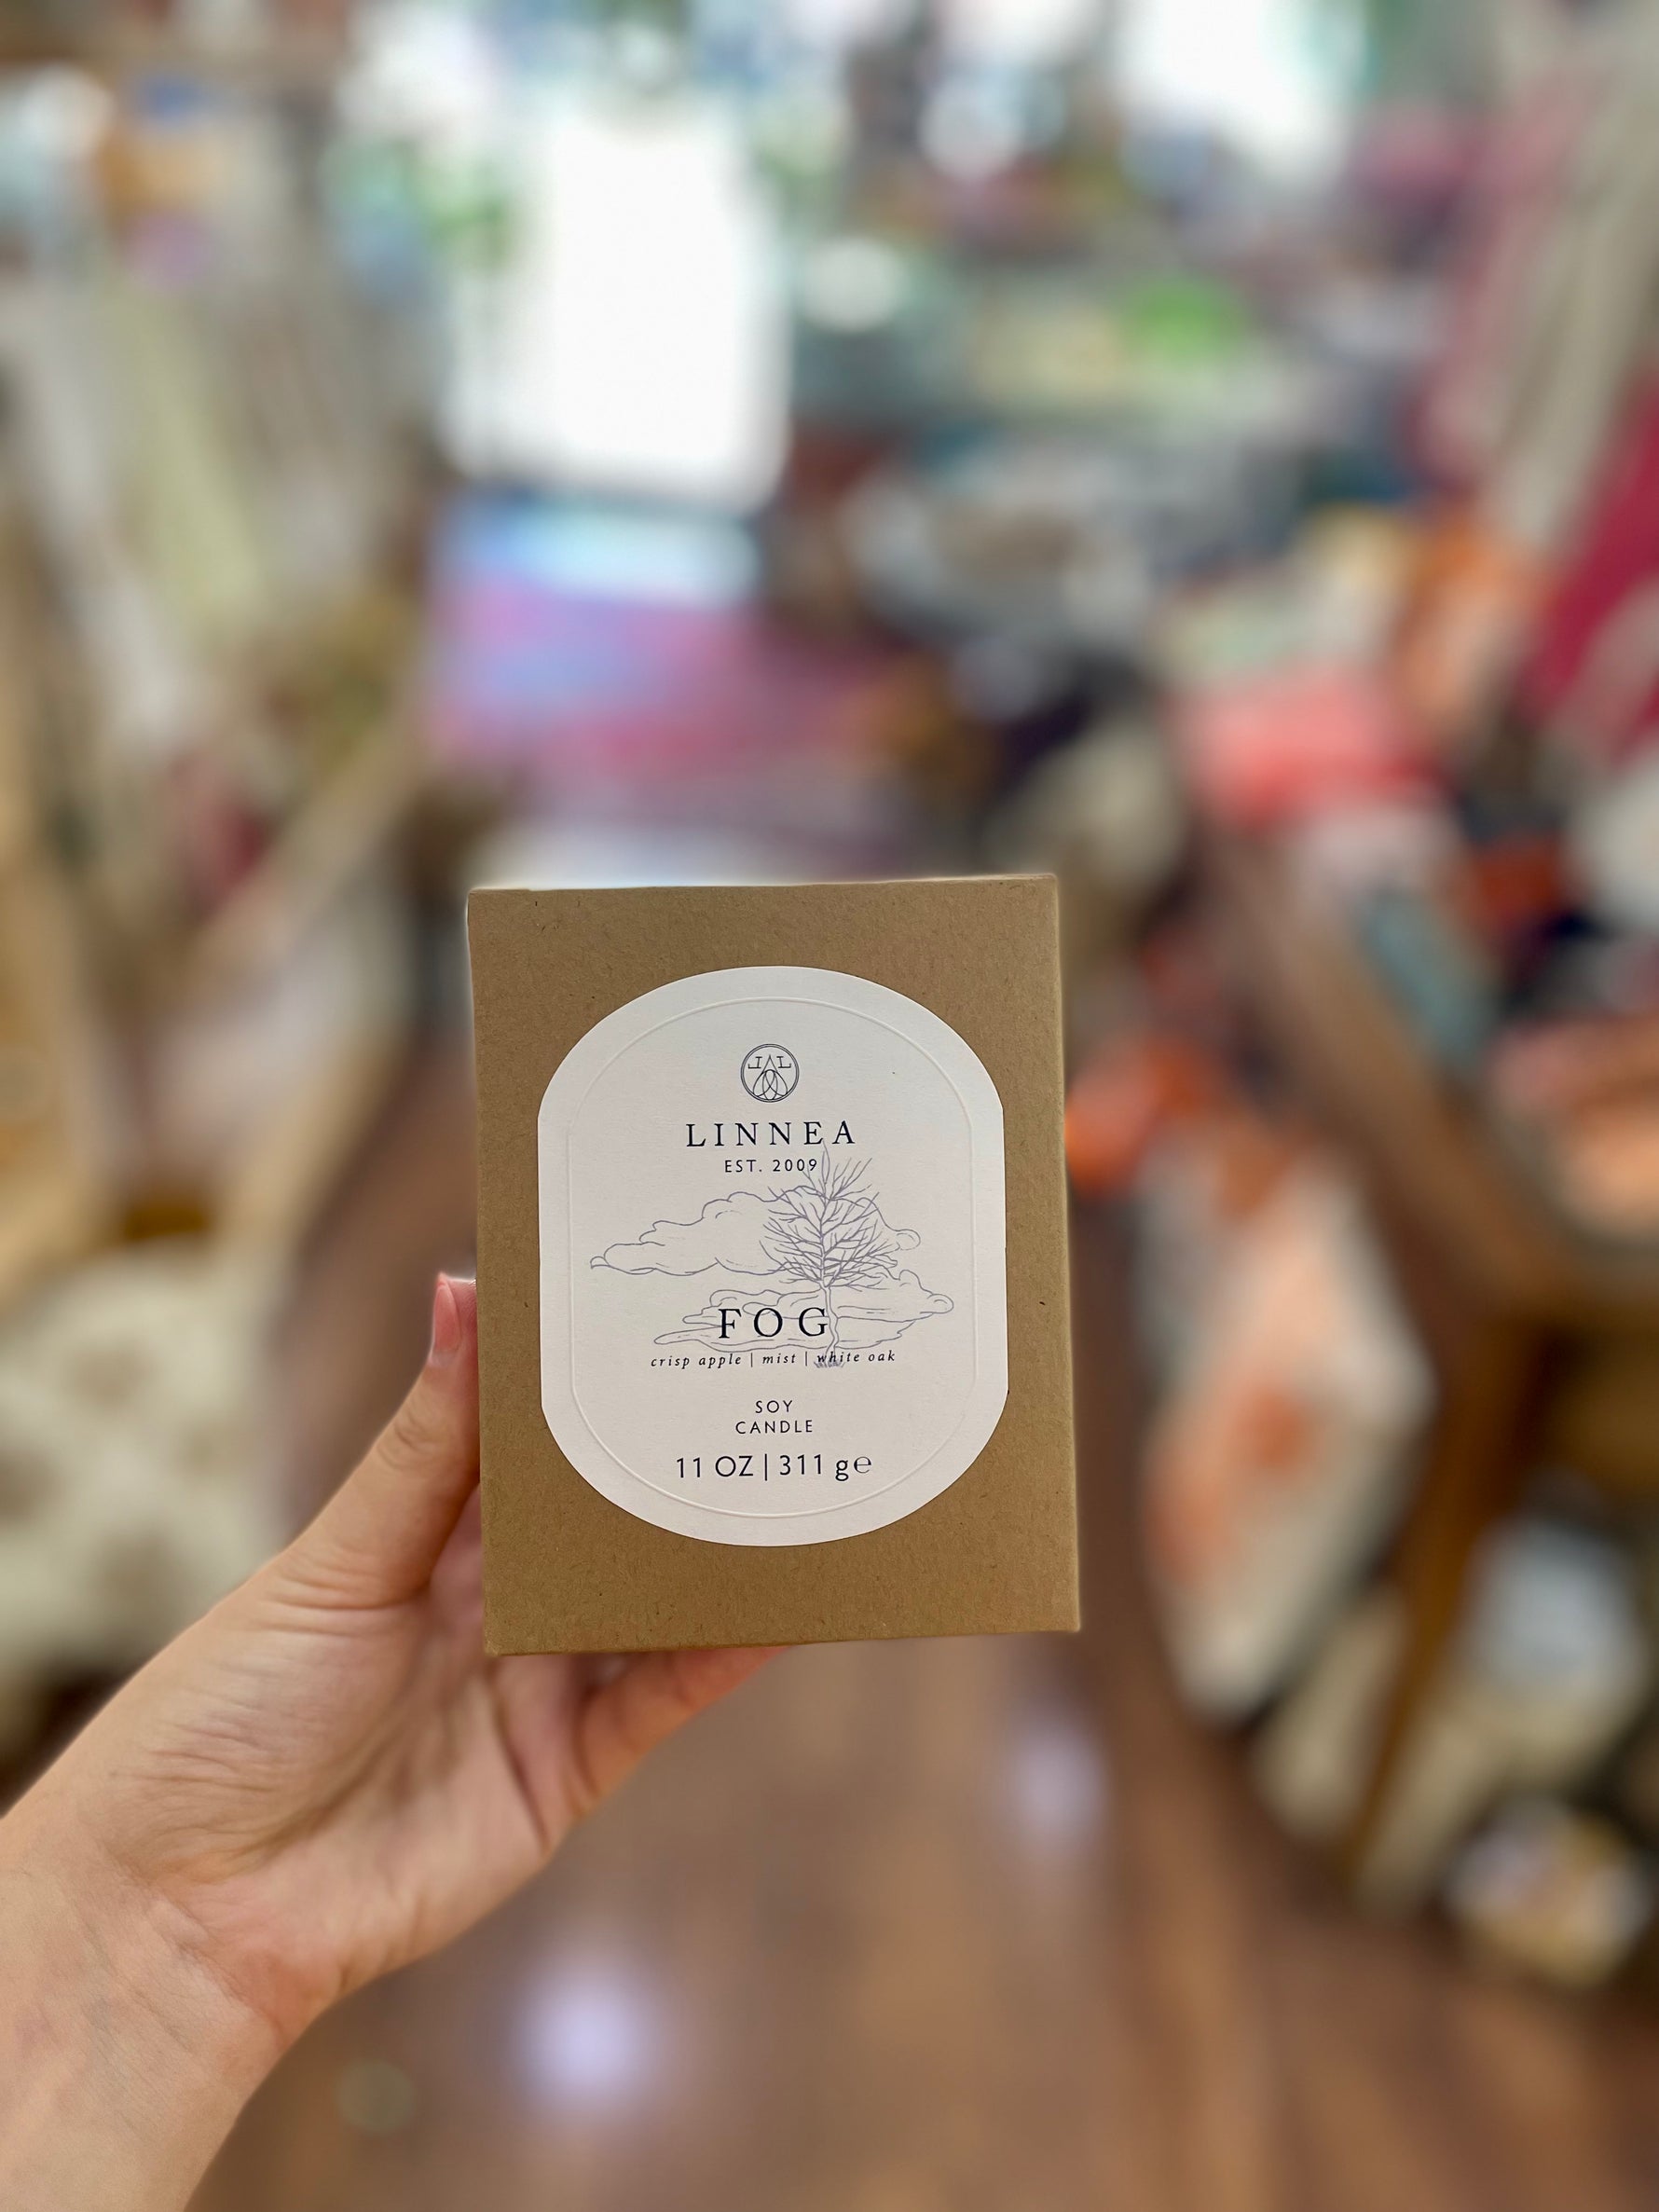 LINNEA
EST. 2009
FOG
crisp apple | mist | white oak
SOY
CANDLE
11 OZ | 311 g℮